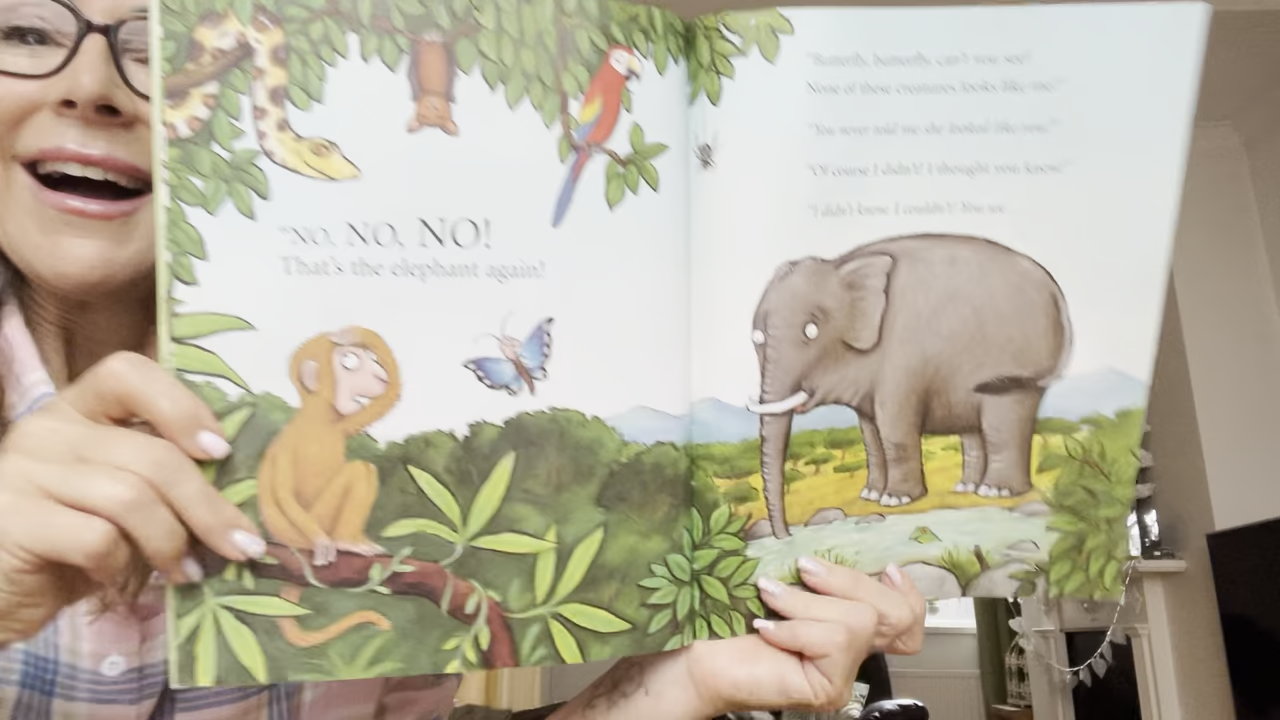 "NO, NO, NO!
That's the elephant again!
"Butterfly, butterfly, can't you see?
None of these creatures looks like me!"
"You never told me she looked like you!"
"Of course I didn't! I thought you knew!"
"I didn't know. I couldn't! You see